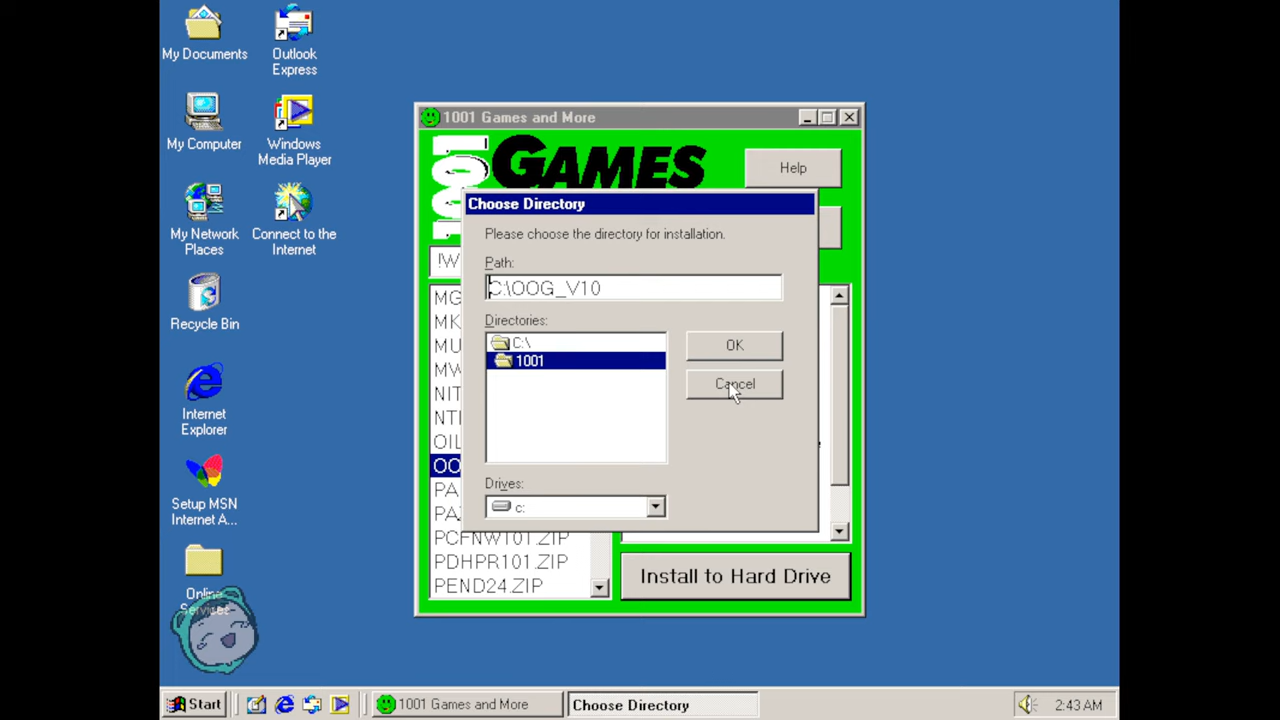 My Documents
Outlook
Express
My Computer
Windows
Media Player
My Network
Places
Connect to the
Internet
Recycle Bin
Internet
Explorer
Setup MSN
Internet A...
Online
Services
1001 Games and More
1001
GAMES
Help
Choose Directory
Please choose the directory for installation.
Path:
C:\OOG_V10
Directories:
C:\
1001
OK
Cancel
Drives:
c:
!W
MG
MK
MU
MW
NIT
NTI
OIL
OO
PA
PA
PCFNW101.ZIP
PDHPR101.ZIP
PEND24.ZIP
Install to Hard Drive
Start
1001 Games and More
Choose Directory
2:43 AM